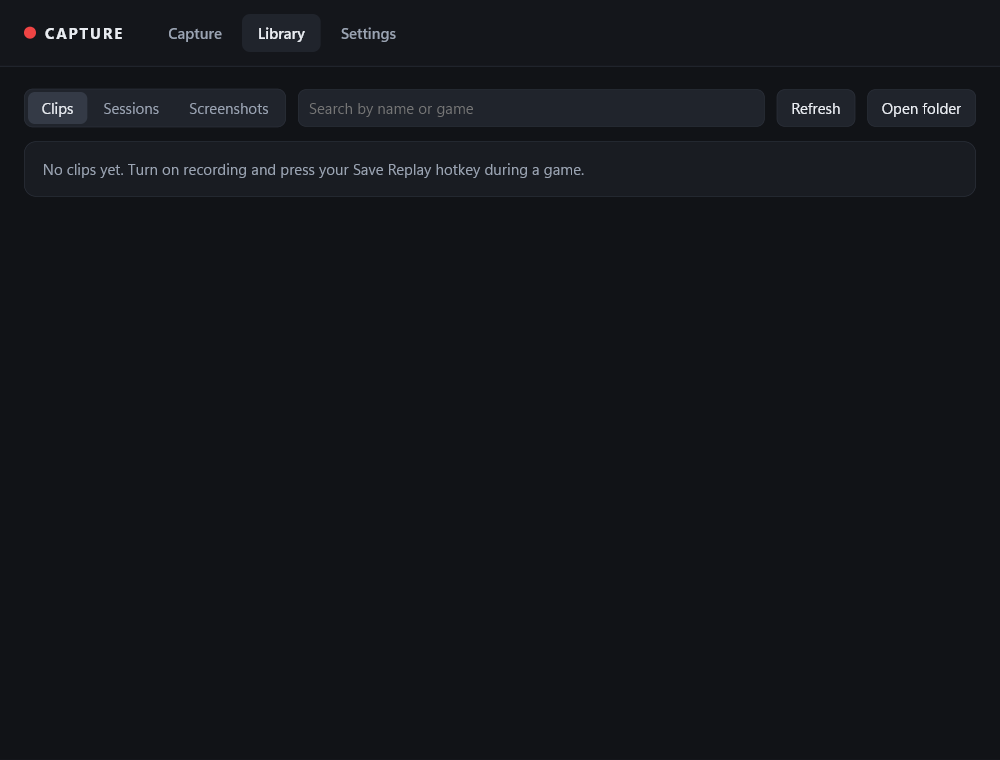 CAPTURE Capture Library Settings
Clips Sessions Screenshots Search by name or game Refresh Open folder
No clips yet. Turn on recording and press your Save Replay hotkey during a game.